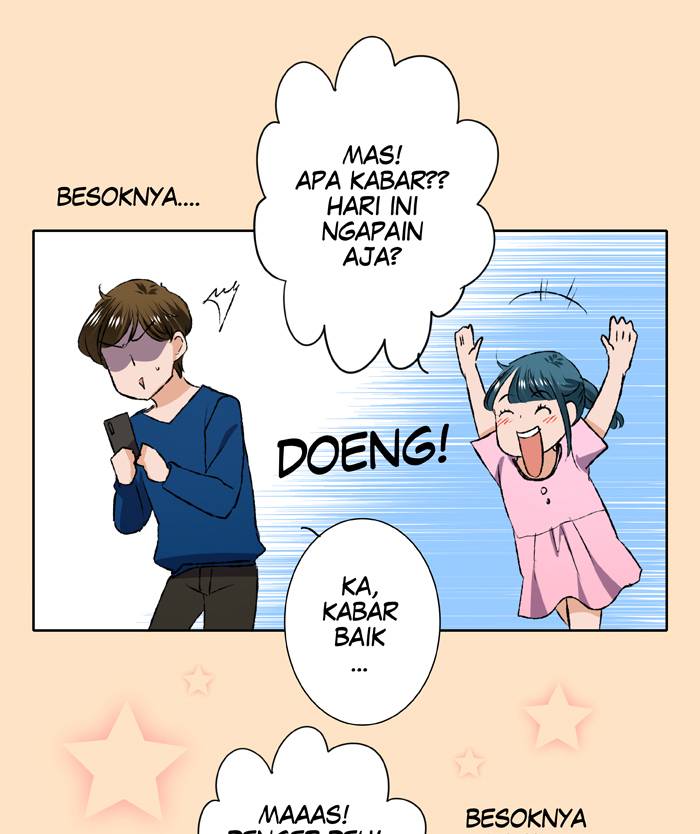 BESOKNYA....
MAS!
APA KABAR??
HARI INI
NGAPAIN
AJA?
DOENG!
KA,
KABAR
BAIK
...
MAAAS!
BESOKNYA